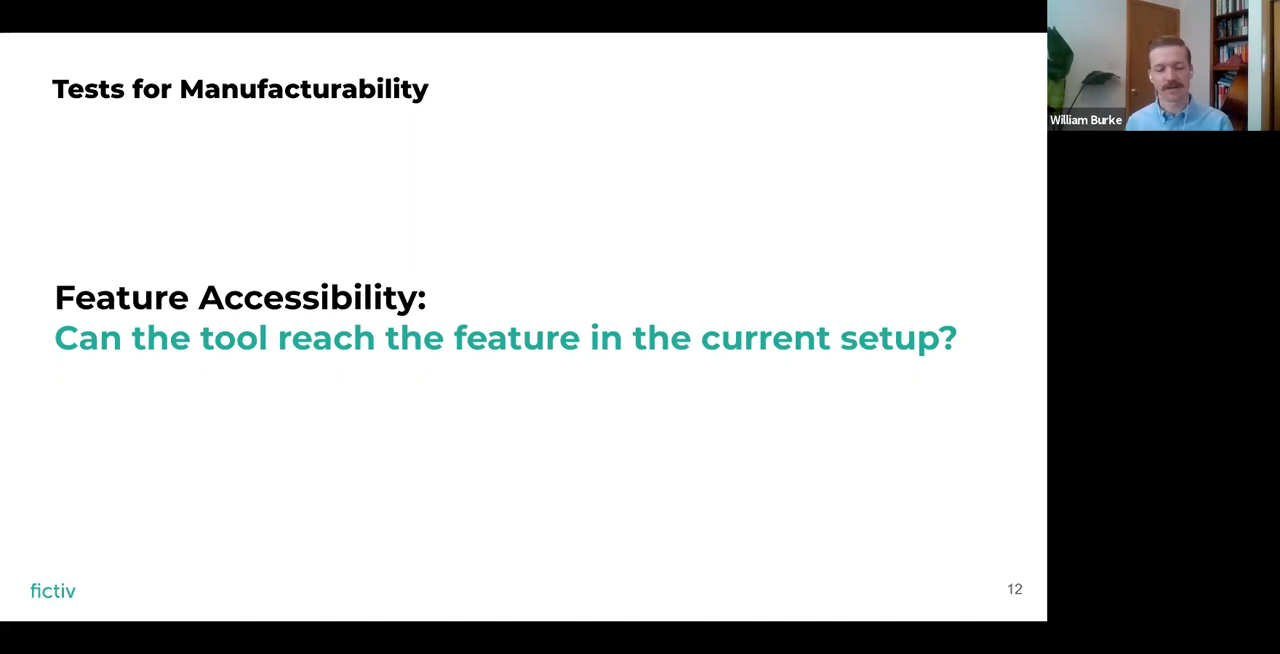 Tests for Manufacturability
William Burke
Feature Accessibility:
Can the tool reach the feature in the current setup?
fictiv
12